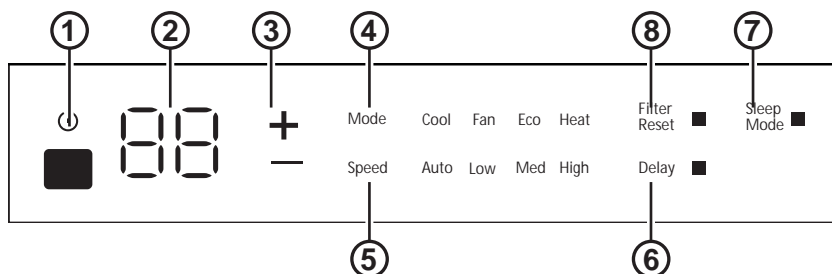 1 2 3 4 8 7
88 + Mode Cool Fan Eco Heat Filter Reset Sleep Mode
− Speed Auto Low Med High Delay
5 6